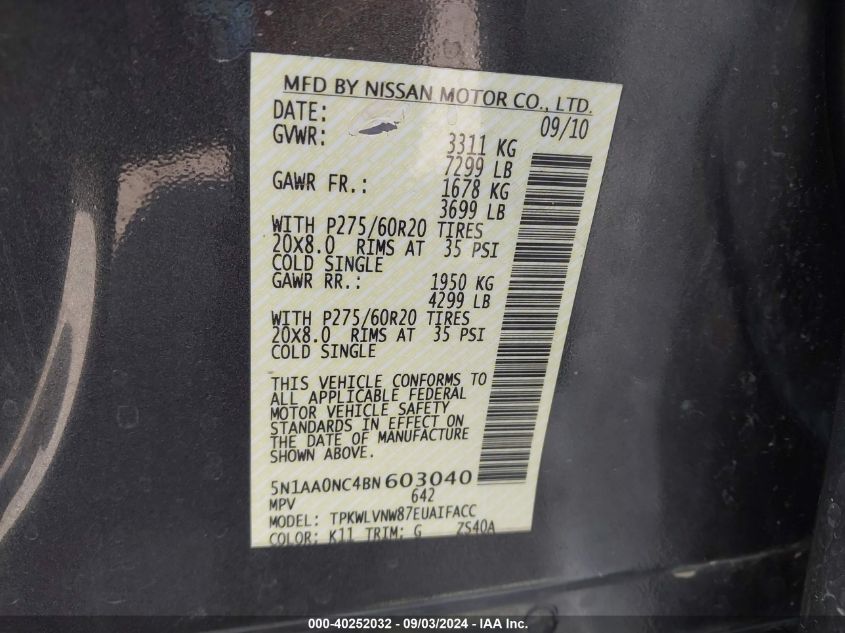 MFD BY NISSAN MOTOR CO., LTD.
DATE: 09/10
GVWR: 3311 KG
7299 LB
GAWR FR.: 1678 KG
3699 LB
WITH P275/60R20 TIRES
20X8.0 RIMS AT 35 PSI
COLD SINGLE
GAWR RR.: 1950 KG
4299 LB
WITH P275/60R20 TIRES
20X8.0 RIMS AT 35 PSI
COLD SINGLE
THIS VEHICLE CONFORMS TO
ALL APPLICABLE FEDERAL
MOTOR VEHICLE SAFETY
STANDARDS IN EFFECT ON
THE DATE OF MANUFACTURE
SHOWN ABOVE.
5N1AA0NC4BN603040
MPV 642
MODEL: TPKWLVNW87EUAIFACC
COLOR: K11 TRIM: G ZS40A
000-40252032 - 09/03/2024 - IAA Inc.